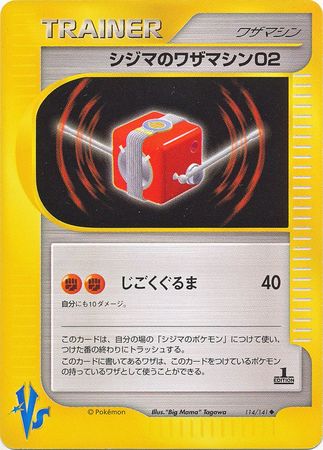 TRAINER
ワザマシン
シジマのワザマシン02
じごくぐるま 40
自分にも10ダメージ。
このカードは、自分の場の「シジマのポケモン」につけて使い、
つけた番の終わりにトラッシュする。
このカードに書いてあるワザは、このカードをつけているポケモン
の持っているワザとして使うことができる。
VS
© Pokémon
Illus. "Big Mama" Tagawa
114/141
1
EDITION